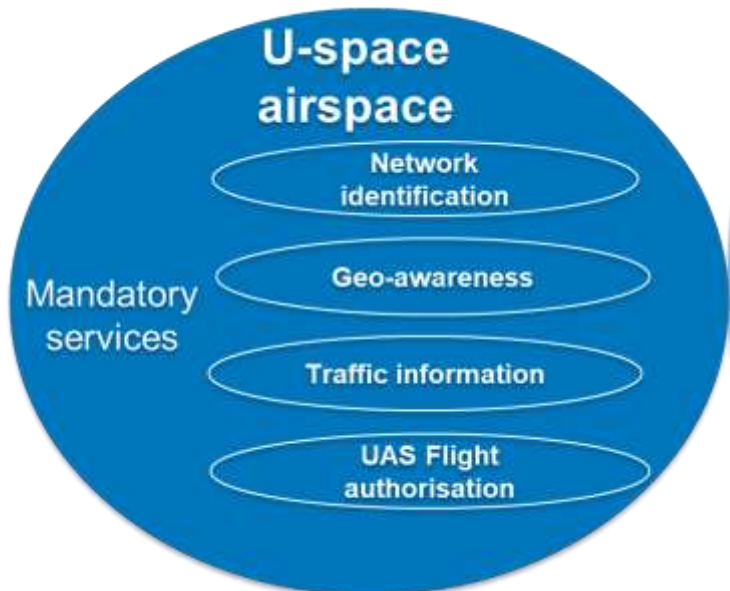 U-space
airspace
Network
identification
Geo-awareness
Mandatory
services
Traffic information
UAS Flight
authorisation